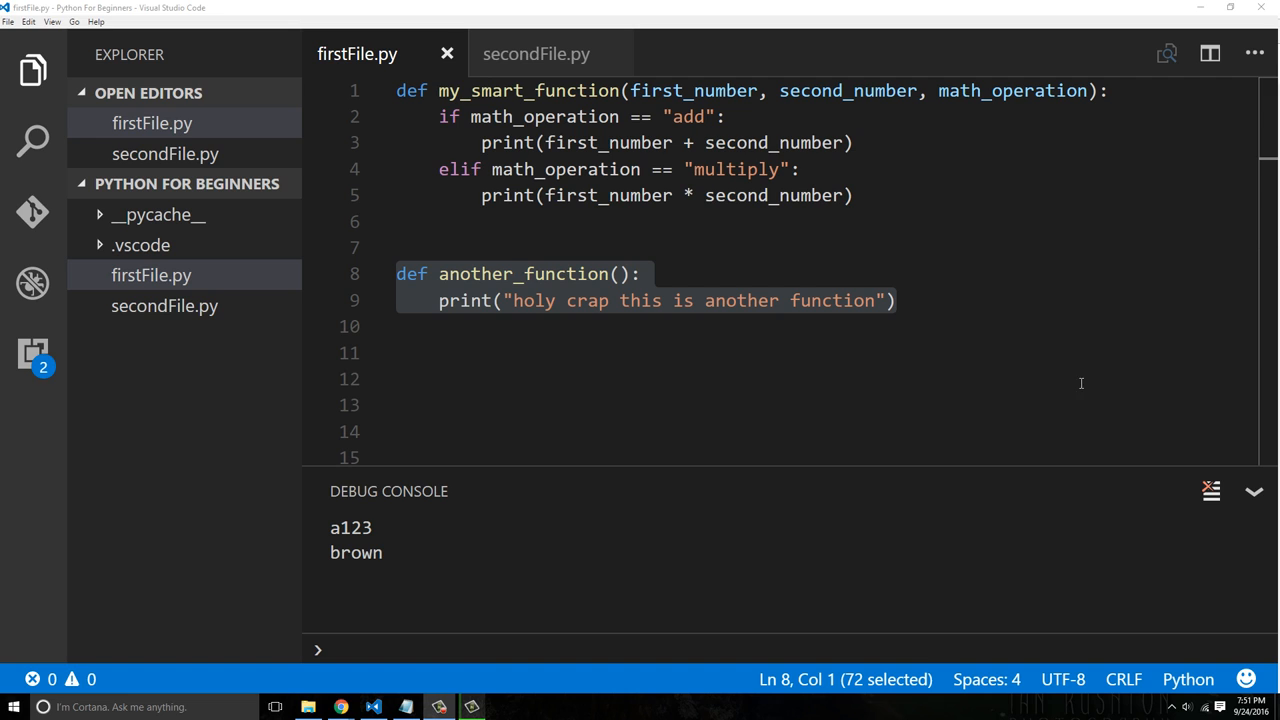 firstFile.py - Python For Beginners - Visual Studio Code
File Edit View Go Help
EXPLORER
OPEN EDITORS
firstFile.py
secondFile.py
PYTHON FOR BEGINNERS
__pycache__
.vscode
firstFile.py
secondFile.py
2
firstFile.py secondFile.py
1 def my_smart_function(first_number, second_number, math_operation):
2 if math_operation == "add":
3 print(first_number + second_number)
4 elif math_operation == "multiply":
5 print(first_number * second_number)
6
7
8 def another_function():
9 print("holy crap this is another function")
10
11
12
13
14
15
DEBUG CONSOLE
a123
brown
0 0 Ln 8, Col 1 (72 selected) Spaces: 4 UTF-8 CRLF Python
I'm Cortana. Ask me anything.
7:51 PM
9/24/2016